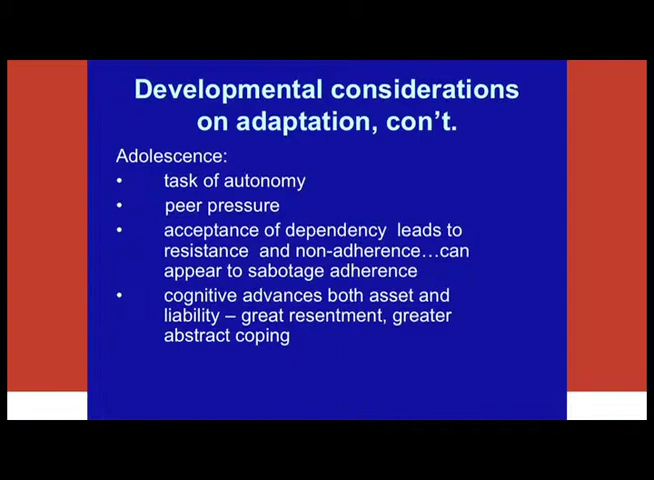 Developmental considerations
on adaptation, con’t.
Adolescence:
• task of autonomy
• peer pressure
• acceptance of dependency leads to
resistance and non-adherence…can
appear to sabotage adherence
• cognitive advances both asset and
liability – great resentment, greater
abstract coping